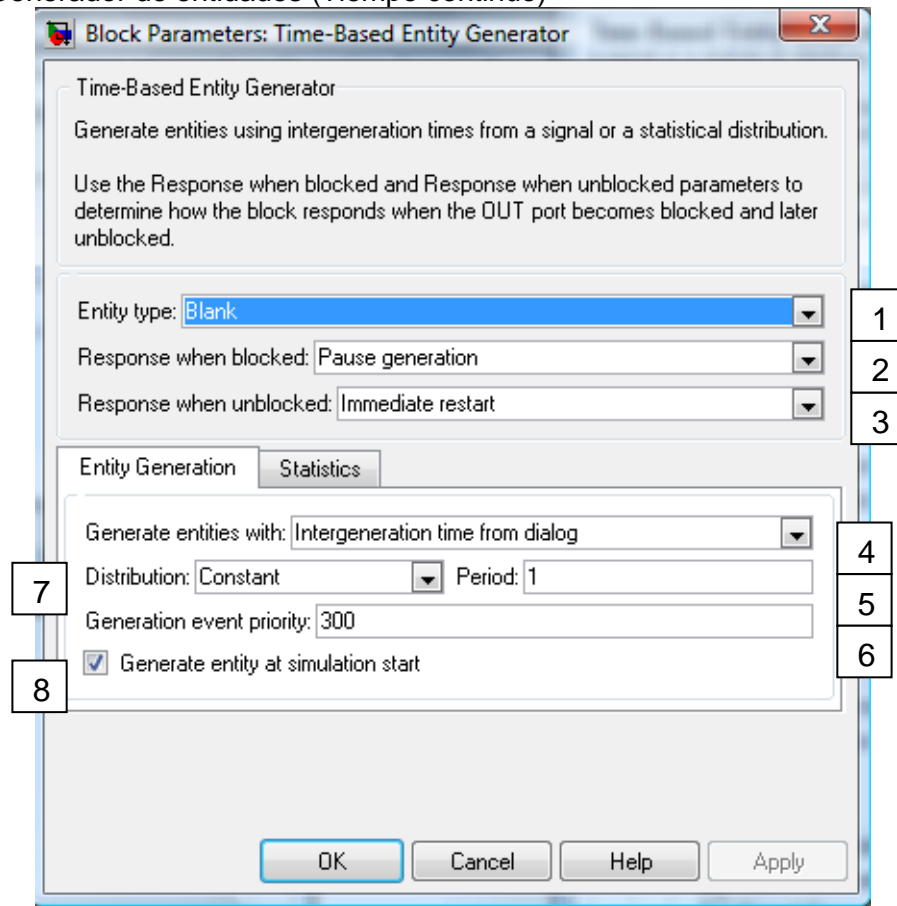 Generador de entidades (Tiempo continuo)
Block Parameters: Time-Based Entity Generator
Time-Based Entity Generator
Generate entities using intergeneration times from a signal or a statistical distribution.
Use the Response when blocked and Response when unblocked parameters to
determine how the block responds when the OUT port becomes blocked and later
unblocked.
Entity type: Blank
1
Response when blocked: Pause generation
2
Response when unblocked: Immediate restart
3
Entity Generation Statistics
Generate entities with: Intergeneration time from dialog
4
7
Distribution: Constant Period: 1
5
Generation event priority: 300
6
Generate entity at simulation start
8
OK Cancel Help Apply